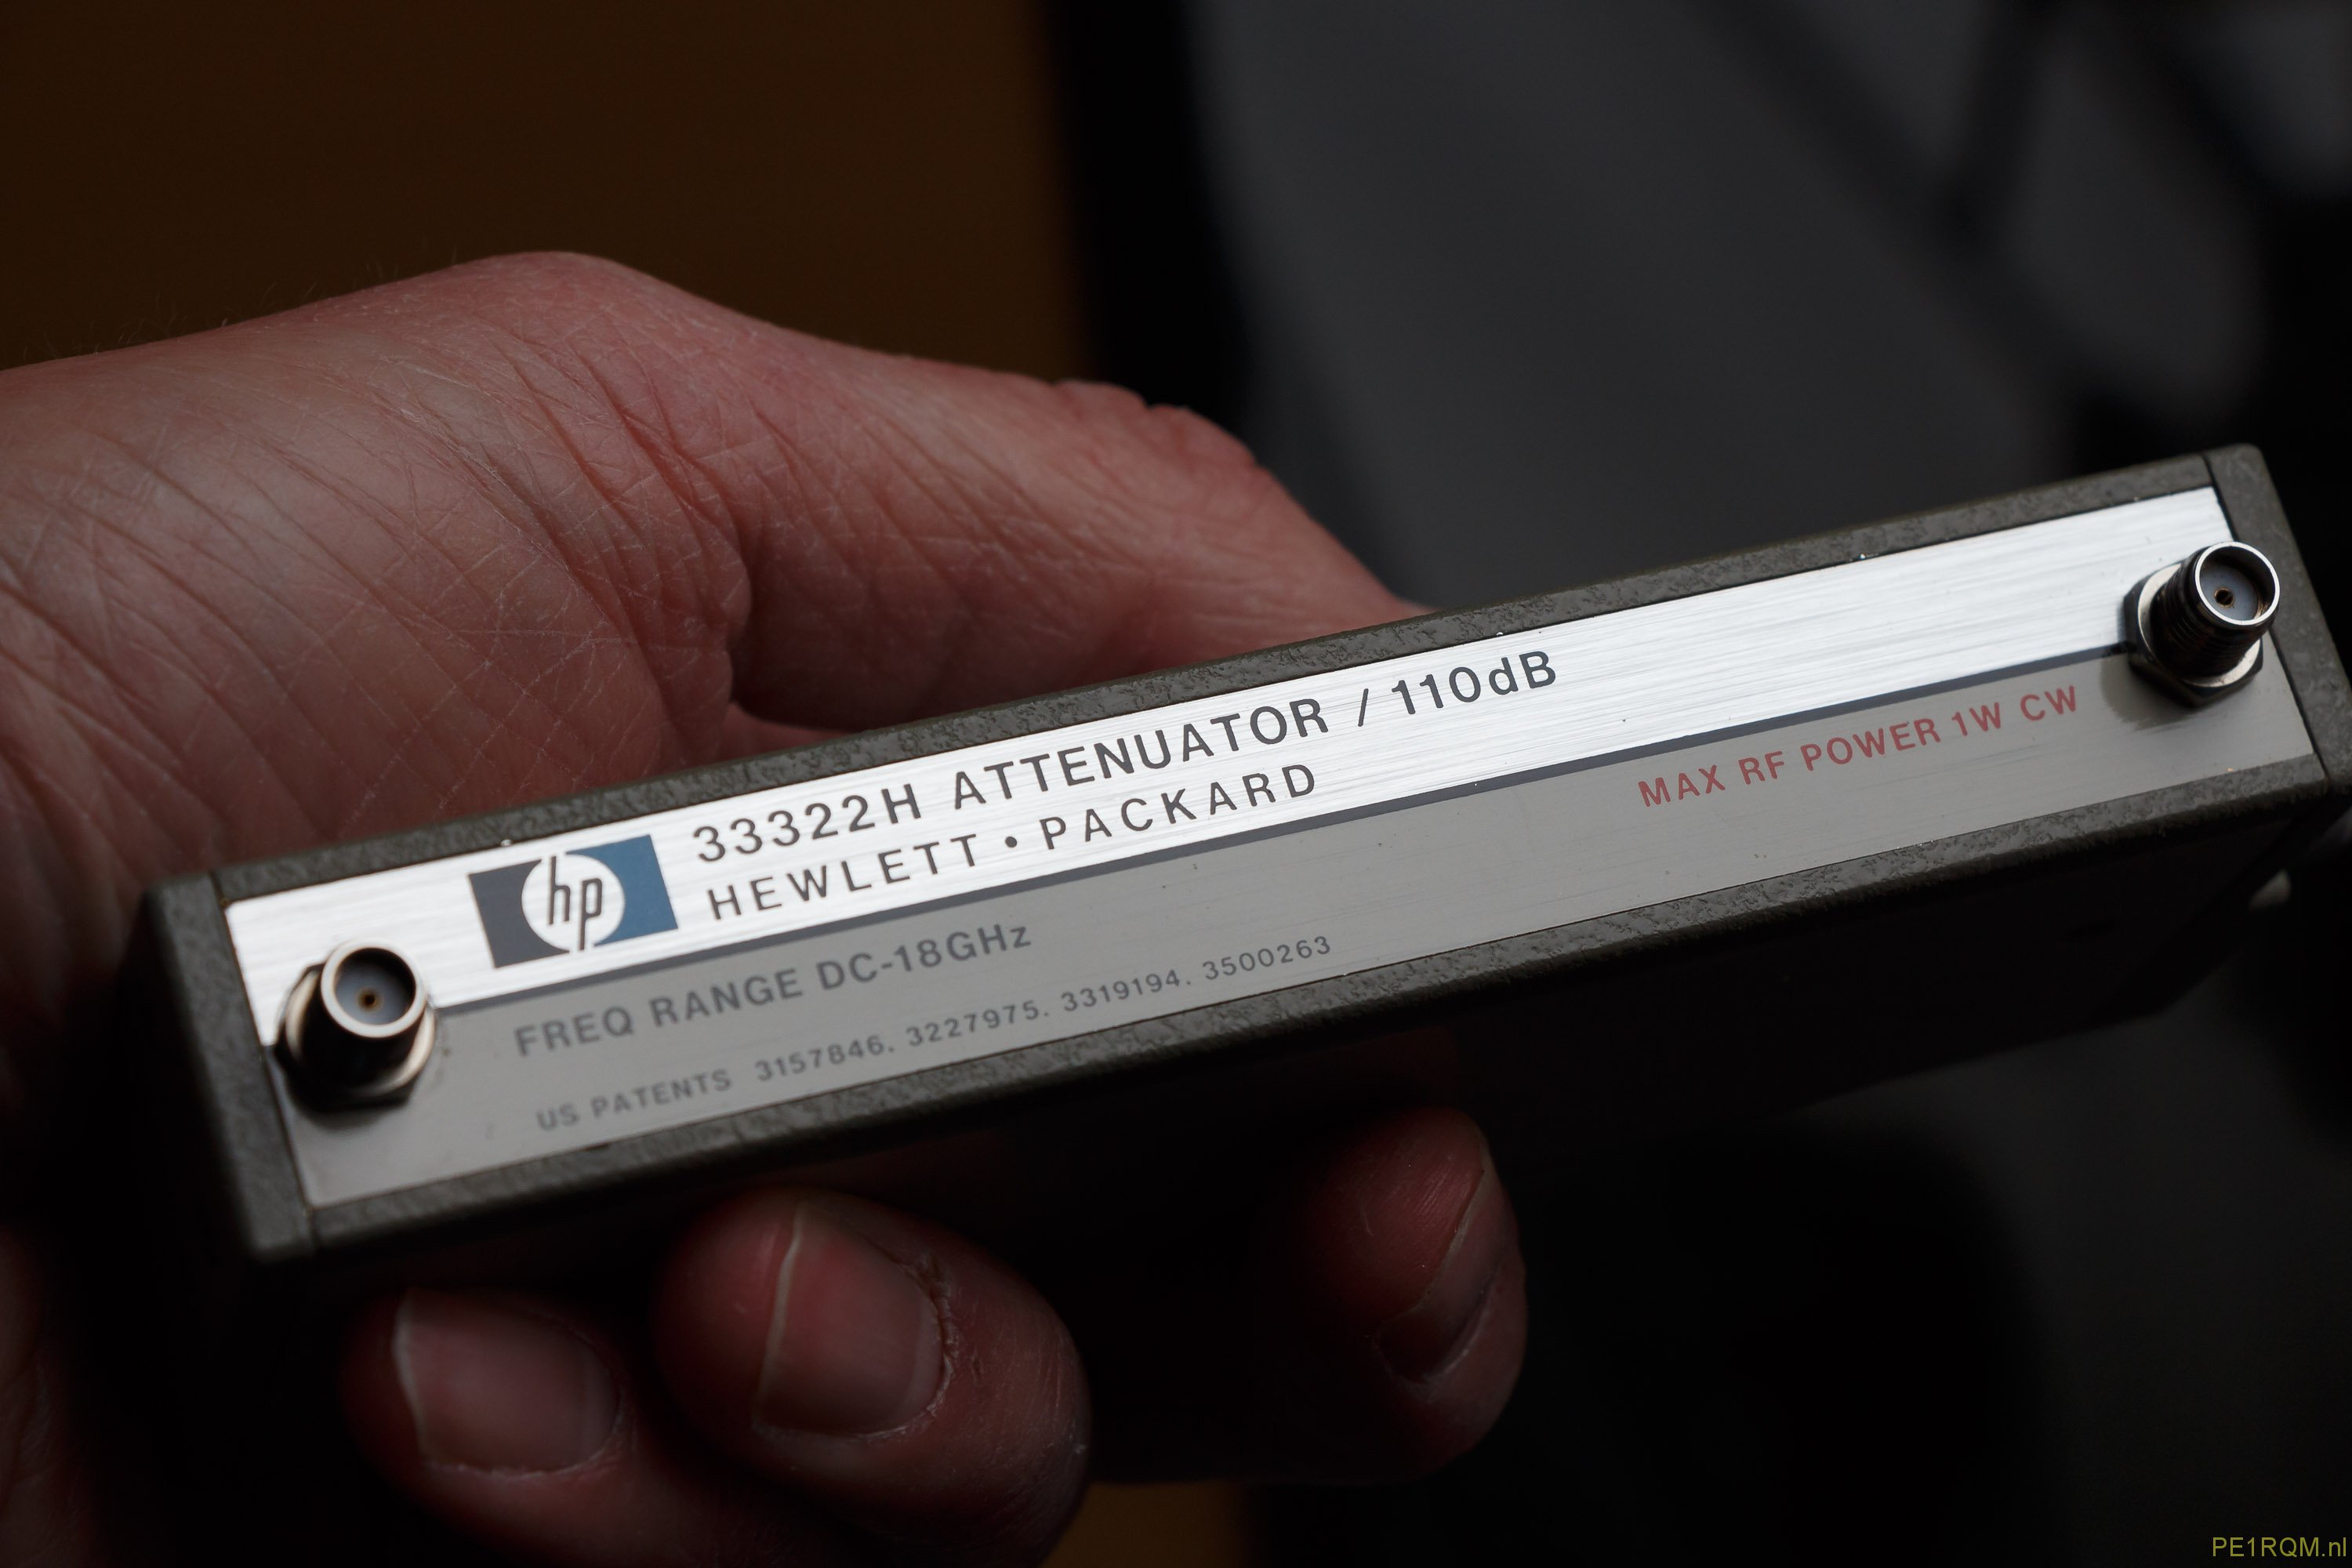 hp
33322H ATTENUATOR / 110dB
HEWLETT • PACKARD
FREQ RANGE DC-18GHz
MAX RF POWER 1W CW
US PATENTS 3157846. 3227975. 3319194. 3500263
PE1RQM.nl